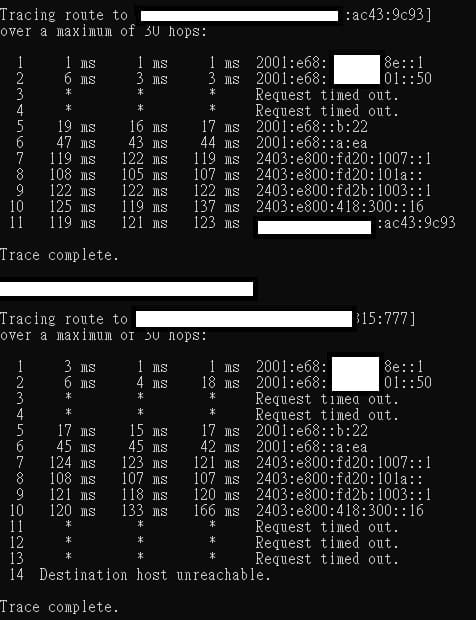 Tracing route to :ac43:9c93]
over a maximum of 30 hops:
1 1 ms 1 ms 1 ms 2001:e68: 8e::1
2 6 ms 3 ms 3 ms 2001:e68: 01::50
3 * * * Request timed out.
4 * * * Request timed out.
5 19 ms 16 ms 17 ms 2001:e68::b:22
6 47 ms 43 ms 44 ms 2001:e68::a:ea
7 119 ms 122 ms 119 ms 2403:e800:fd20:1007::1
8 108 ms 105 ms 107 ms 2403:e800:fd20:101a::
9 122 ms 122 ms 122 ms 2403:e800:fd2b:1003::1
10 125 ms 119 ms 137 ms 2403:e800:418:300::16
11 119 ms 121 ms 123 ms :ac43:9c93
Trace complete.
Tracing route to 315:777]
over a maximum of 30 hops:
1 3 ms 1 ms 1 ms 2001:e68: 8e::1
2 6 ms 4 ms 18 ms 2001:e68: 01::50
3 * * * Request timed out.
4 * * * Request timed out.
5 17 ms 15 ms 17 ms 2001:e68::b:22
6 45 ms 45 ms 42 ms 2001:e68::a:ea
7 124 ms 123 ms 121 ms 2403:e800:fd20:1007::1
8 108 ms 107 ms 107 ms 2403:e800:fd20:101a::
9 121 ms 118 ms 120 ms 2403:e800:fd2b:1003::1
10 120 ms 133 ms 166 ms 2403:e800:418:300::16
11 * * * Request timed out.
12 * * * Request timed out.
13 * * * Request timed out.
14 Destination host unreachable.
Trace complete.